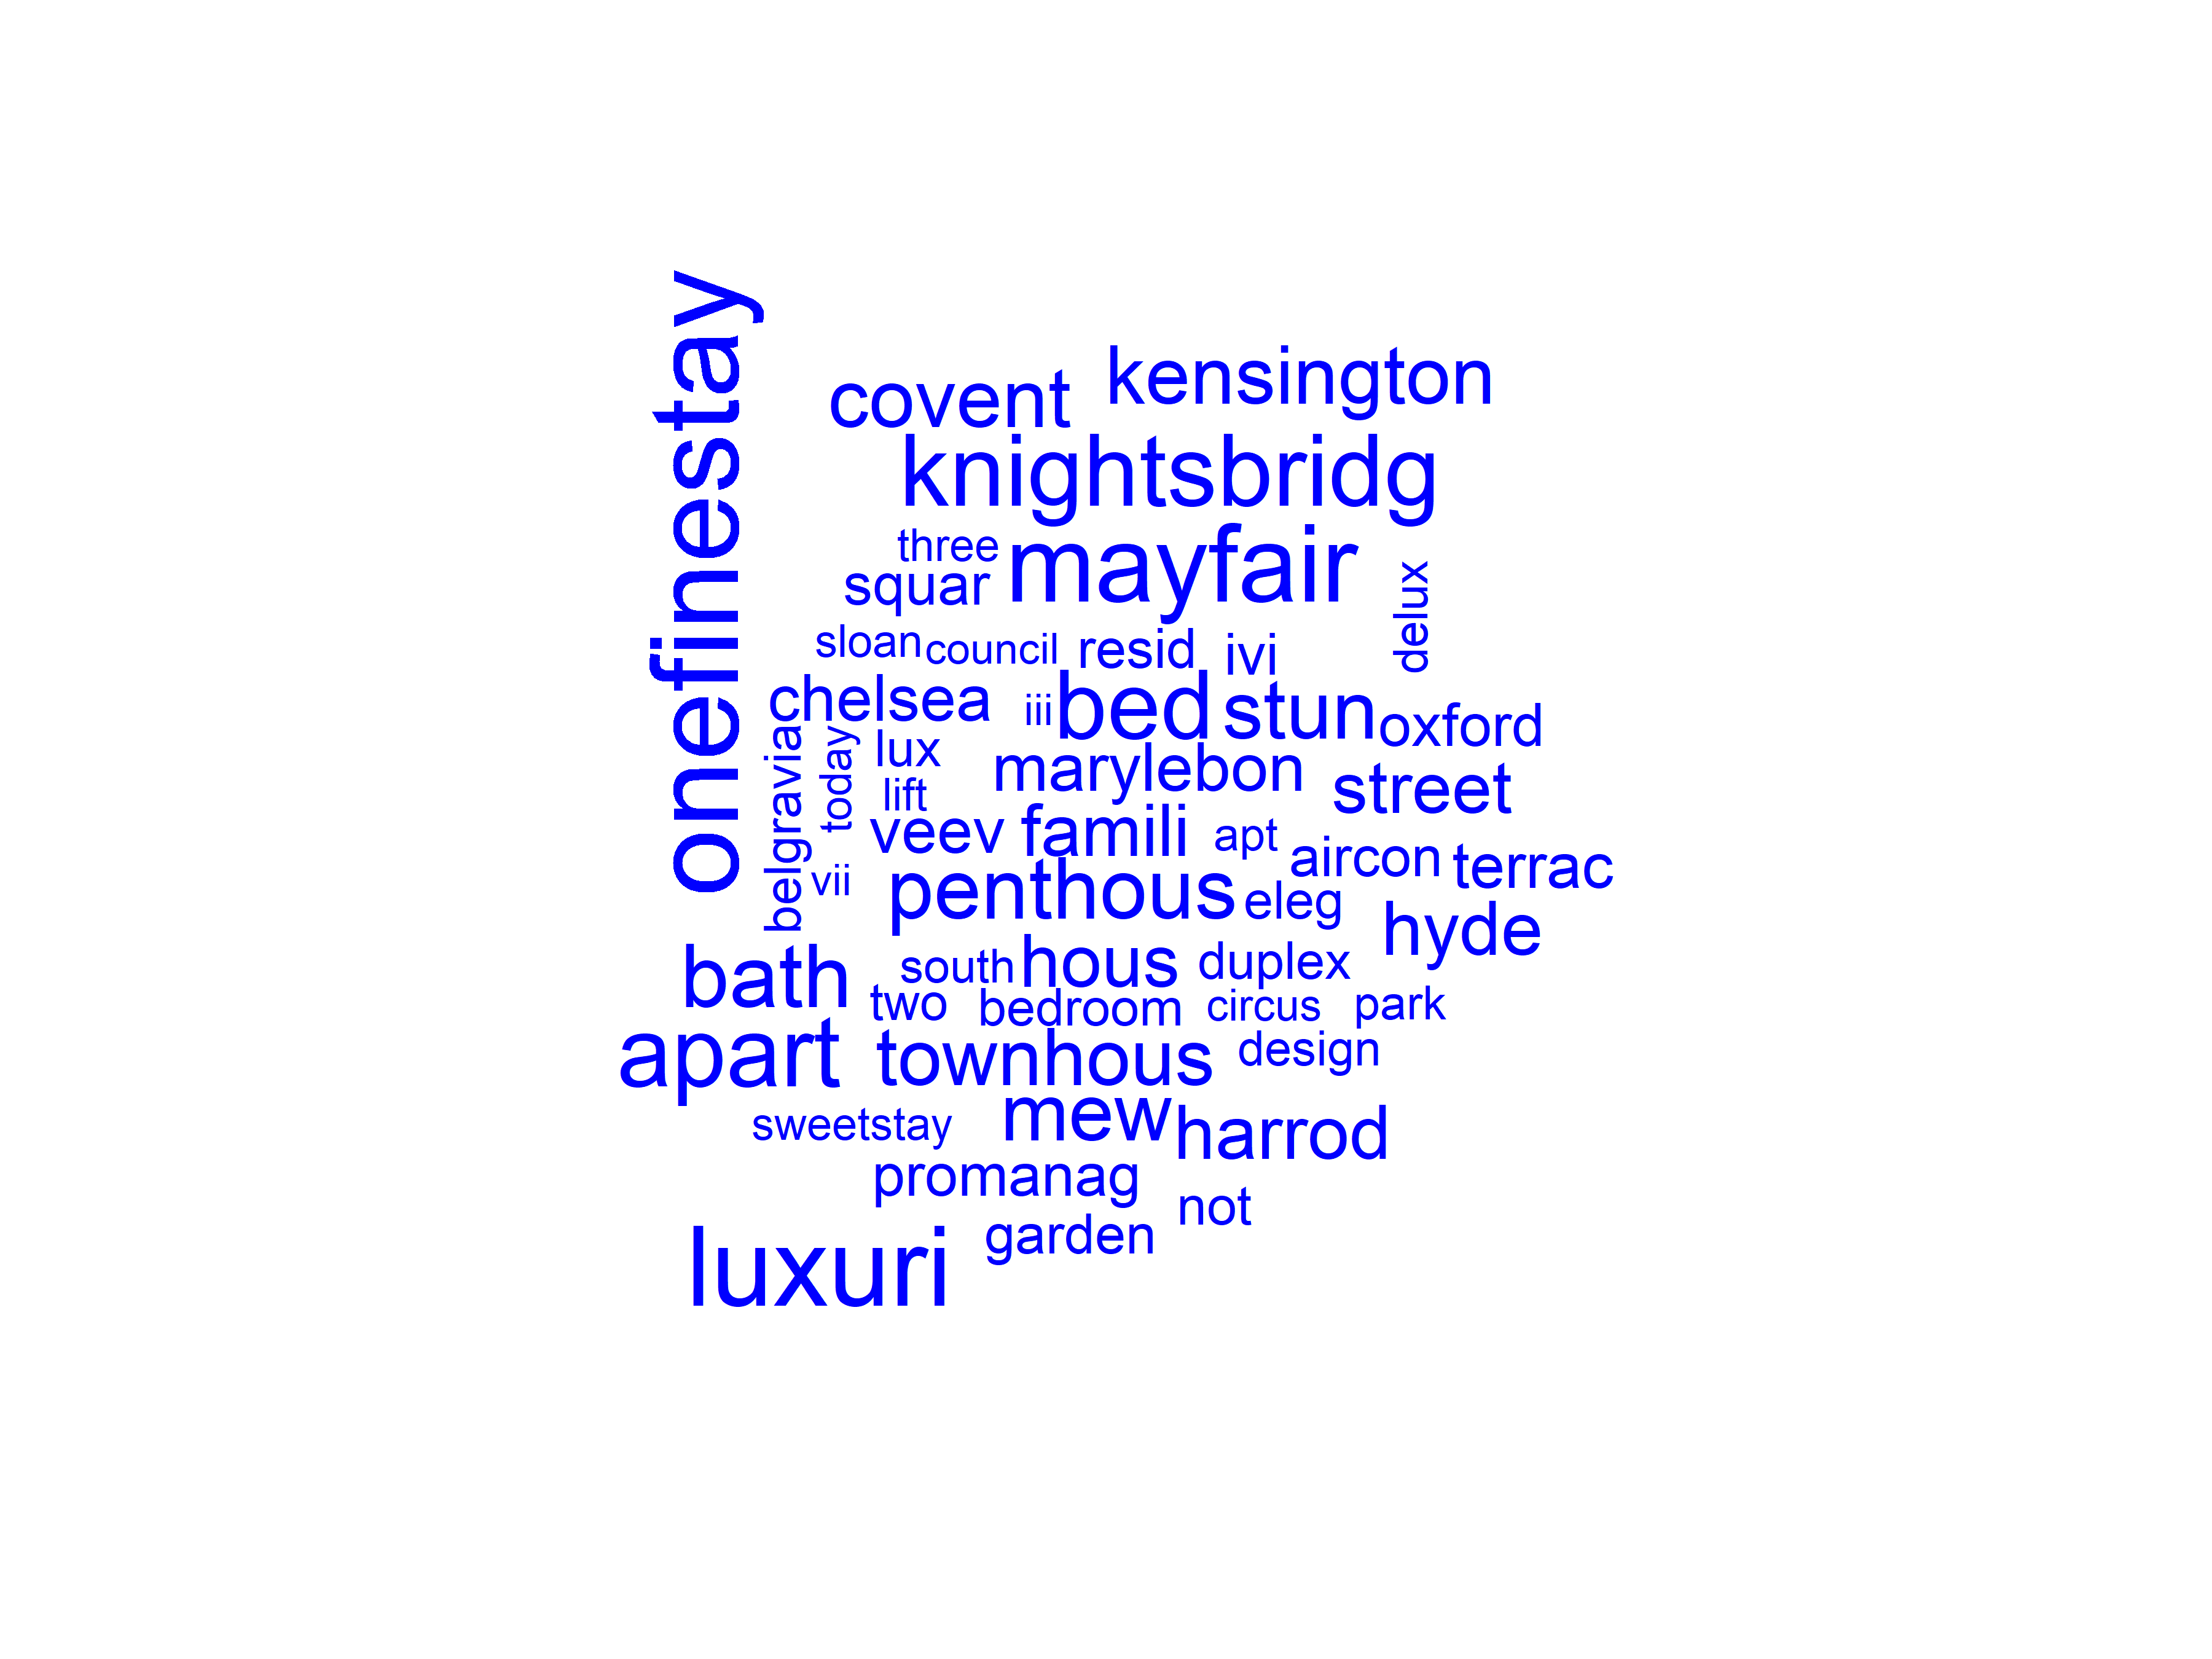 onefinestay
kensington
covent
knightsbridg
three
mayfair
squar
delux
sloan
council
resid
ivi
chelsea
iii
bed
stun
oxford
belgravia
today
lux
marylebon
street
lift
veev
famili
apt
aircon
terrac
vii
penthous
eleg
hyde
bath
south
hous
duplex
two
bedroom
circus
park
apart
townhous
design
sweetstay
mew
harrod
promanag
not
garden
luxuri